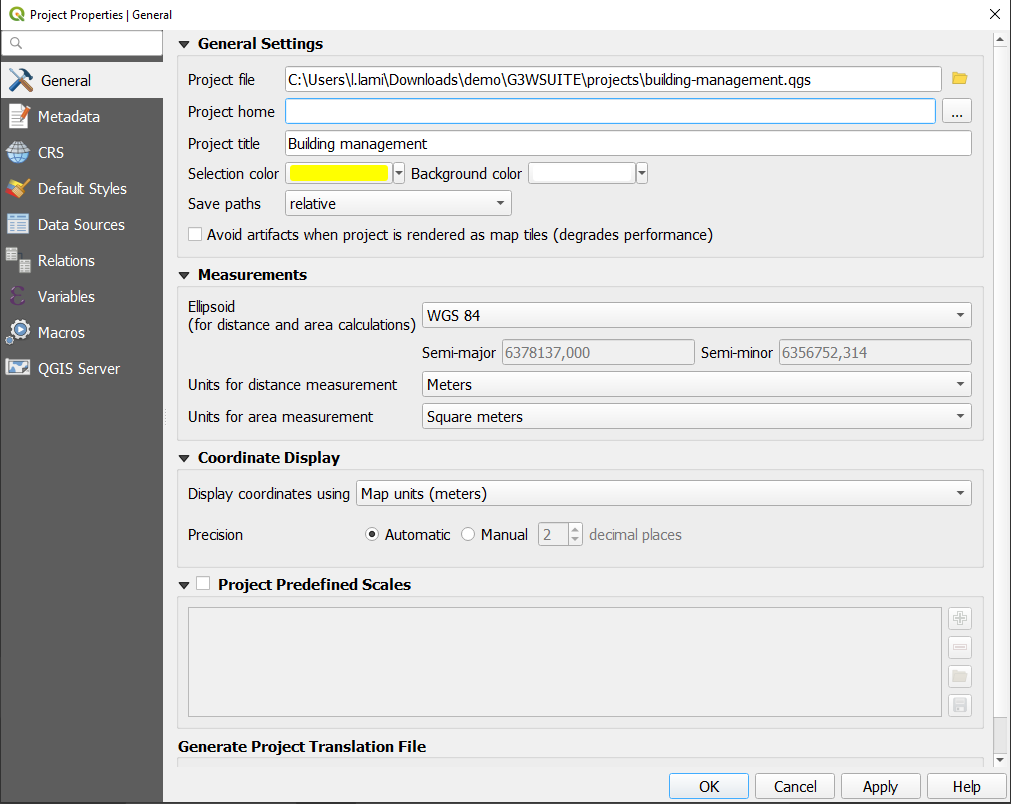 Project Properties | General
General
Metadata
CRS
Default Styles
Data Sources
Relations
Variables
Macros
QGIS Server
General Settings
Project file C:\Users\l.lami\Downloads\demo\G3WSUITE\projects\building-management.qgs
Project home ...
Project title Building management
Selection color Background color
Save paths relative
Avoid artifacts when project is rendered as map tiles (degrades performance)
Measurements
Ellipsoid
(for distance and area calculations) WGS 84
Semi-major 6378137,000 Semi-minor 6356752,314
Units for distance measurement Meters
Units for area measurement Square meters
Coordinate Display
Display coordinates using Map units (meters)
Precision Automatic Manual 2 decimal places
Project Predefined Scales
Generate Project Translation File
OK Cancel Apply Help